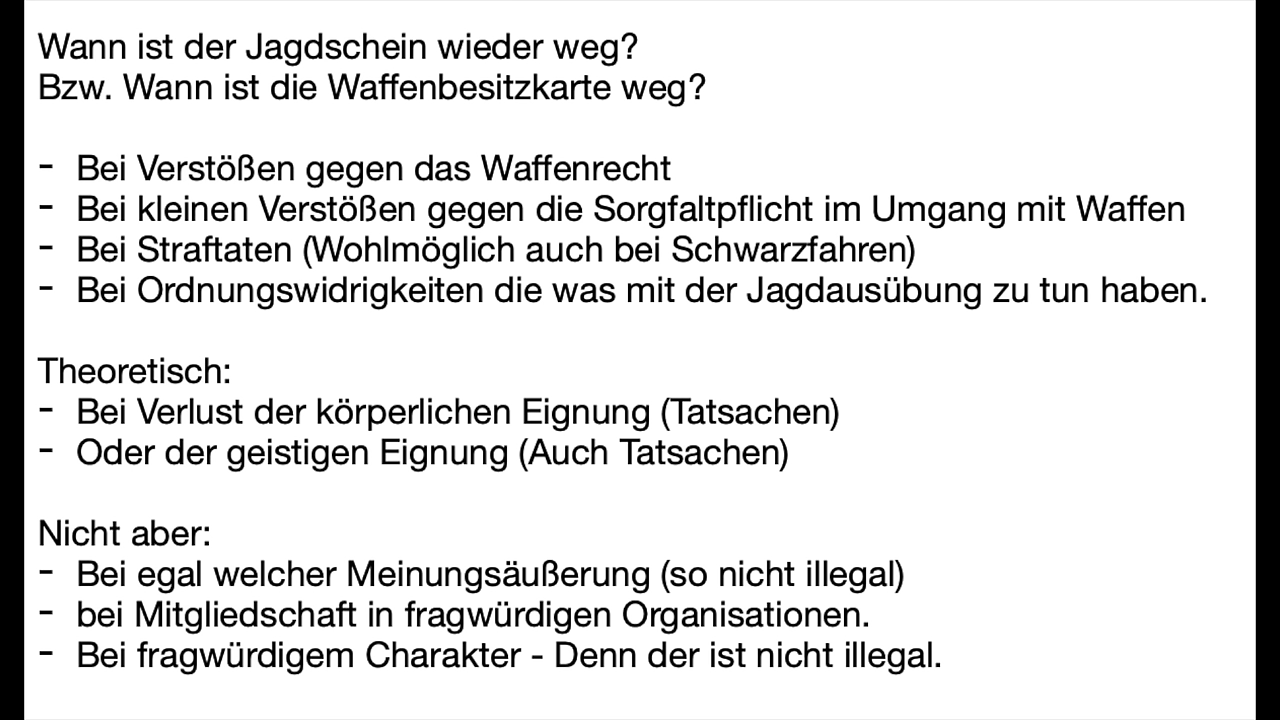 Wann ist der Jagdschein wieder weg?
Bzw. Wann ist die Waffenbesitzkarte weg?
- Bei Verstößen gegen das Waffenrecht
- Bei kleinen Verstößen gegen die Sorgfaltpflicht im Umgang mit Waffen
- Bei Straftaten (Wohlmöglich auch bei Schwarzfahren)
- Bei Ordnungswidrigkeiten die was mit der Jagdausübung zu tun haben.
Theoretisch:
- Bei Verlust der körperlichen Eignung (Tatsachen)
- Oder der geistigen Eignung (Auch Tatsachen)
Nicht aber:
- Bei egal welcher Meinungsäußerung (so nicht illegal)
- bei Mitgliedschaft in fragwürdigen Organisationen.
- Bei fragwürdigem Charakter - Denn der ist nicht illegal.